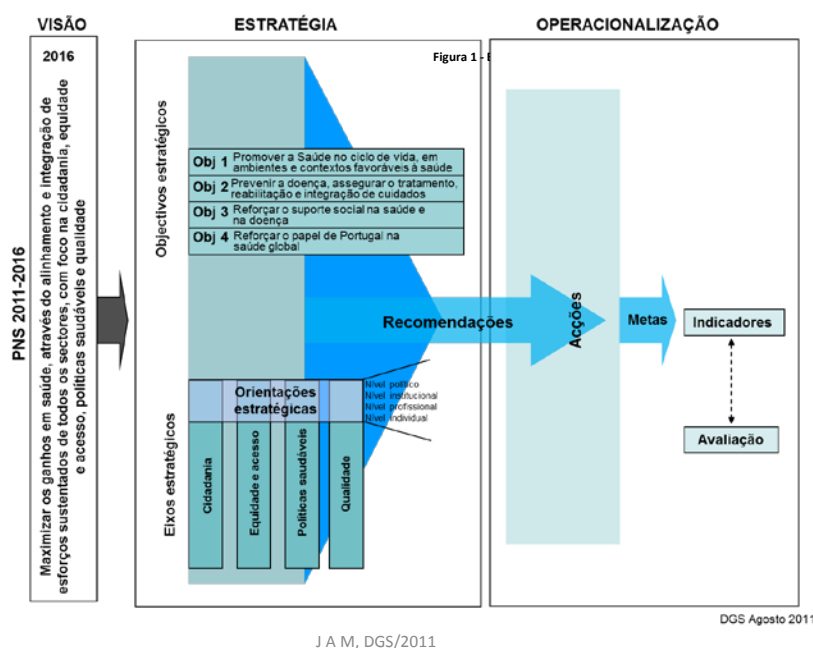 VISÃO
ESTRATÉGIA
OPERACIONALIZAÇÃO
PNS 2011-2016
2016
Maximizar os ganhos em saúde, através do alinhamento e integração de
esforços sustentados de todos os sectores, com foco na cidadania, equidade
e acesso, políticas saudáveis e qualidade
Figura 1 -
Objectivos estratégicos
Obj 1 Promover a Saúde no ciclo de vida, em
ambientes e contextos favoráveis à saúde
Obj 2 Prevenir a doença, assegurar o tratamento,
reabilitação e integração de cuidados
Obj 3 Reforçar o suporte social na saúde e
na doença
Obj 4 Reforçar o papel de Portugal na
saúde global
Recomendações
Acções
Metas
Indicadores
Avaliação
Eixos estratégicos
Orientações
estratégicas
Nível político
Nível institucional
Nível profissional
Nível individual
Cidadania
Equidade e acesso
Políticas saudáveis
Qualidade
DGS Agosto 2011
J A M, DGS/2011